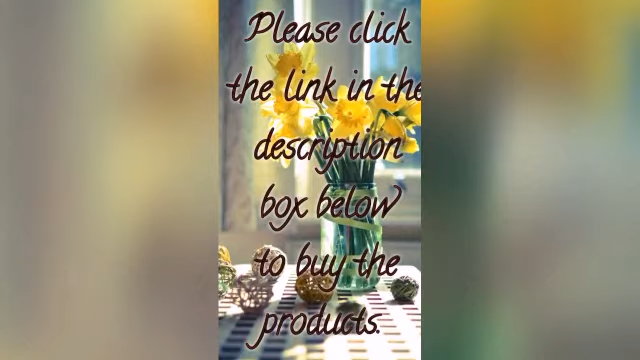 Please click
the link in the
description
box below
to buy the
products.